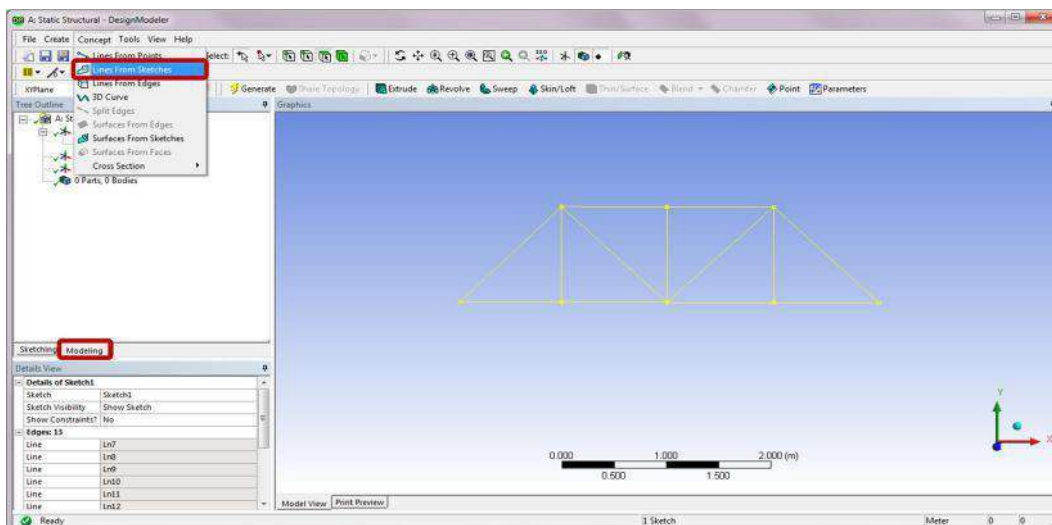 A: Static Structural - DesignModeler
File Create Concept Tools View Help
Lines From Points
Select:
Lines From Sketches
Lines From Edges
3D Curve
Split Edges
Surfaces From Edges
Surfaces From Sketches
Surfaces From Faces
Cross Section
XYPlane
Generate Share Topology Extrude Revolve Sweep Skin/Loft Thin/Surface Blend Chamfer Point Parameters
Tree Outline
Graphics
A: St
0 Parts, 0 Bodies
Sketching Modeling
Details View
Details of Sketch1
Sketch Sketch1
Sketch Visibility Show Sketch
Show Constraints? No
Edges: 13
Line Ln7
Line Ln8
Line Ln9
Line Ln10
Line Ln11
Line Ln12
0.000 1.000 2.000 (m)
0.500 1.500
Y
X
Model View Print Preview
Ready 1 Sketch Meter 0 0